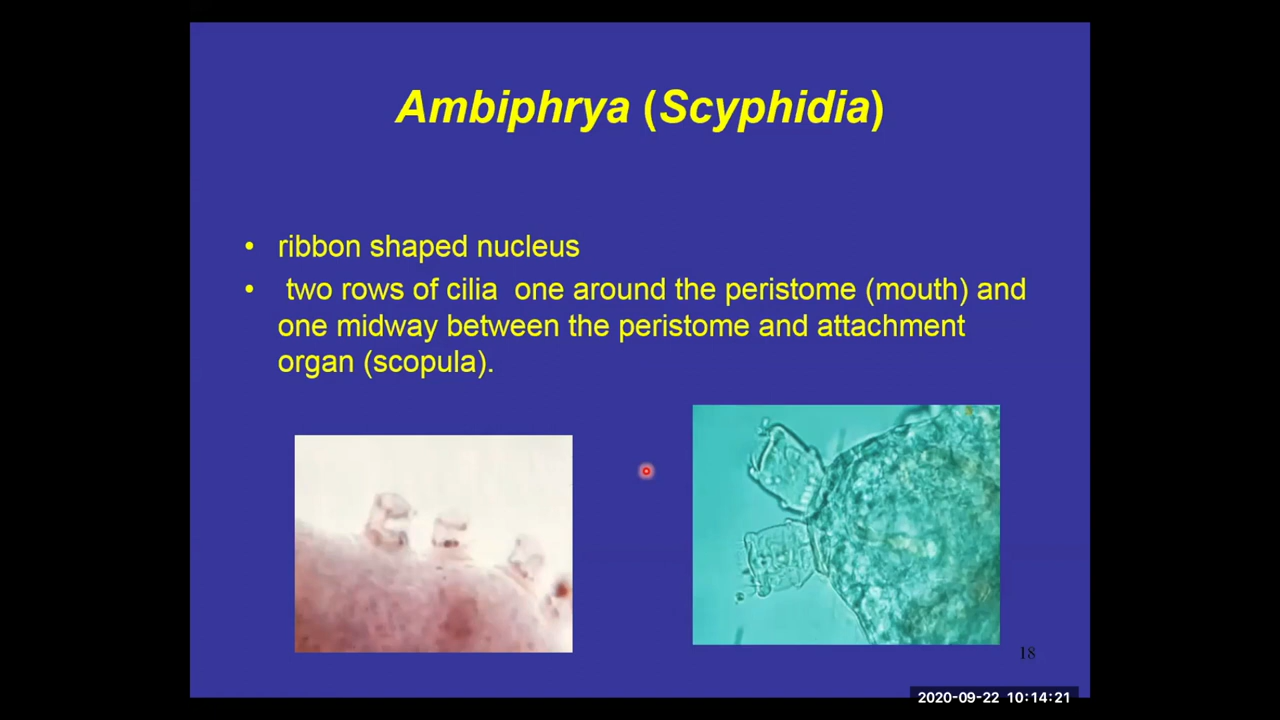 Ambiphrya (Scyphidia)
• ribbon shaped nucleus
• two rows of cilia one around the peristome (mouth) and
one midway between the peristome and attachment
organ (scopula).
18
2020-09-22 10:14:21